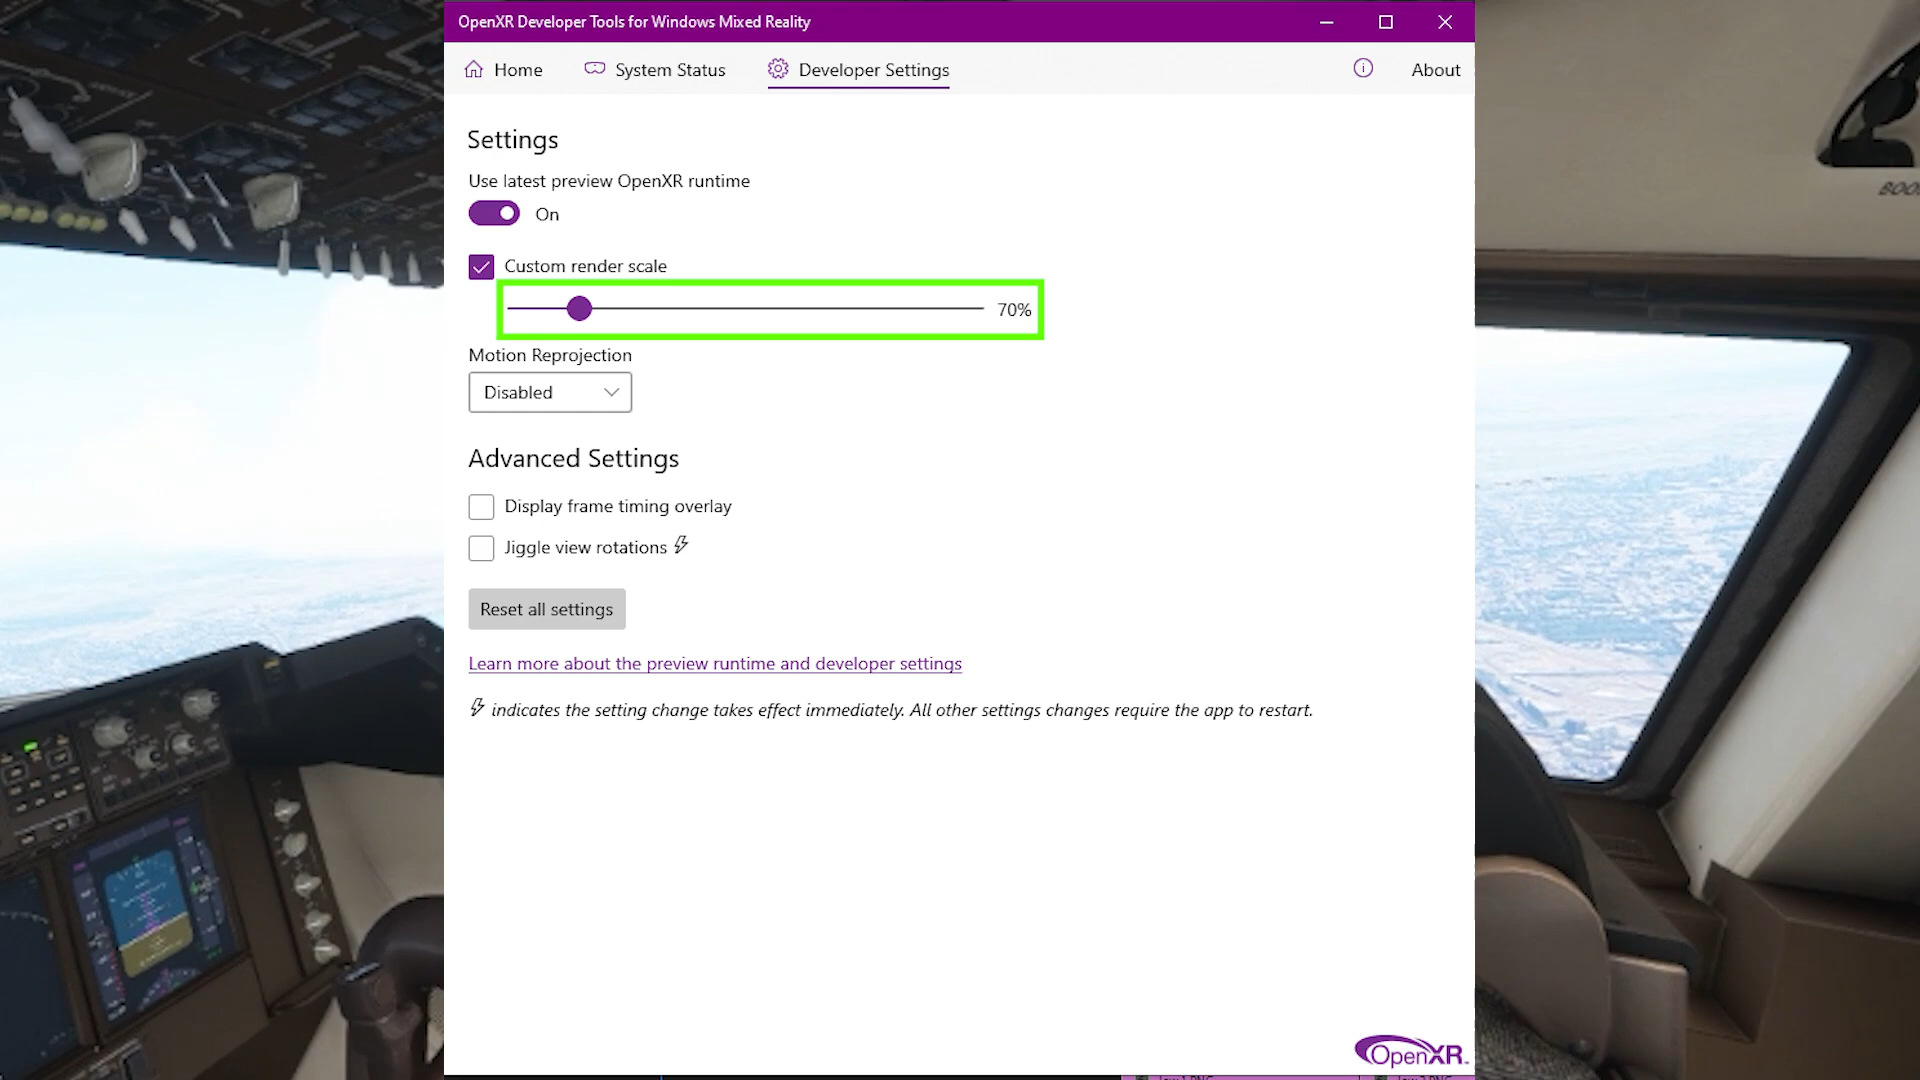 OpenXR Developer Tools for Windows Mixed Reality
Home
System Status
Developer Settings
About
Settings
Use latest preview OpenXR runtime
On
Custom render scale
70%
Motion Reprojection
Disabled
Advanced Settings
Display frame timing overlay
Jiggle view rotations
Reset all settings
Learn more about the preview runtime and developer settings
indicates the setting change takes effect immediately. All other settings changes require the app to restart.
OpenXR